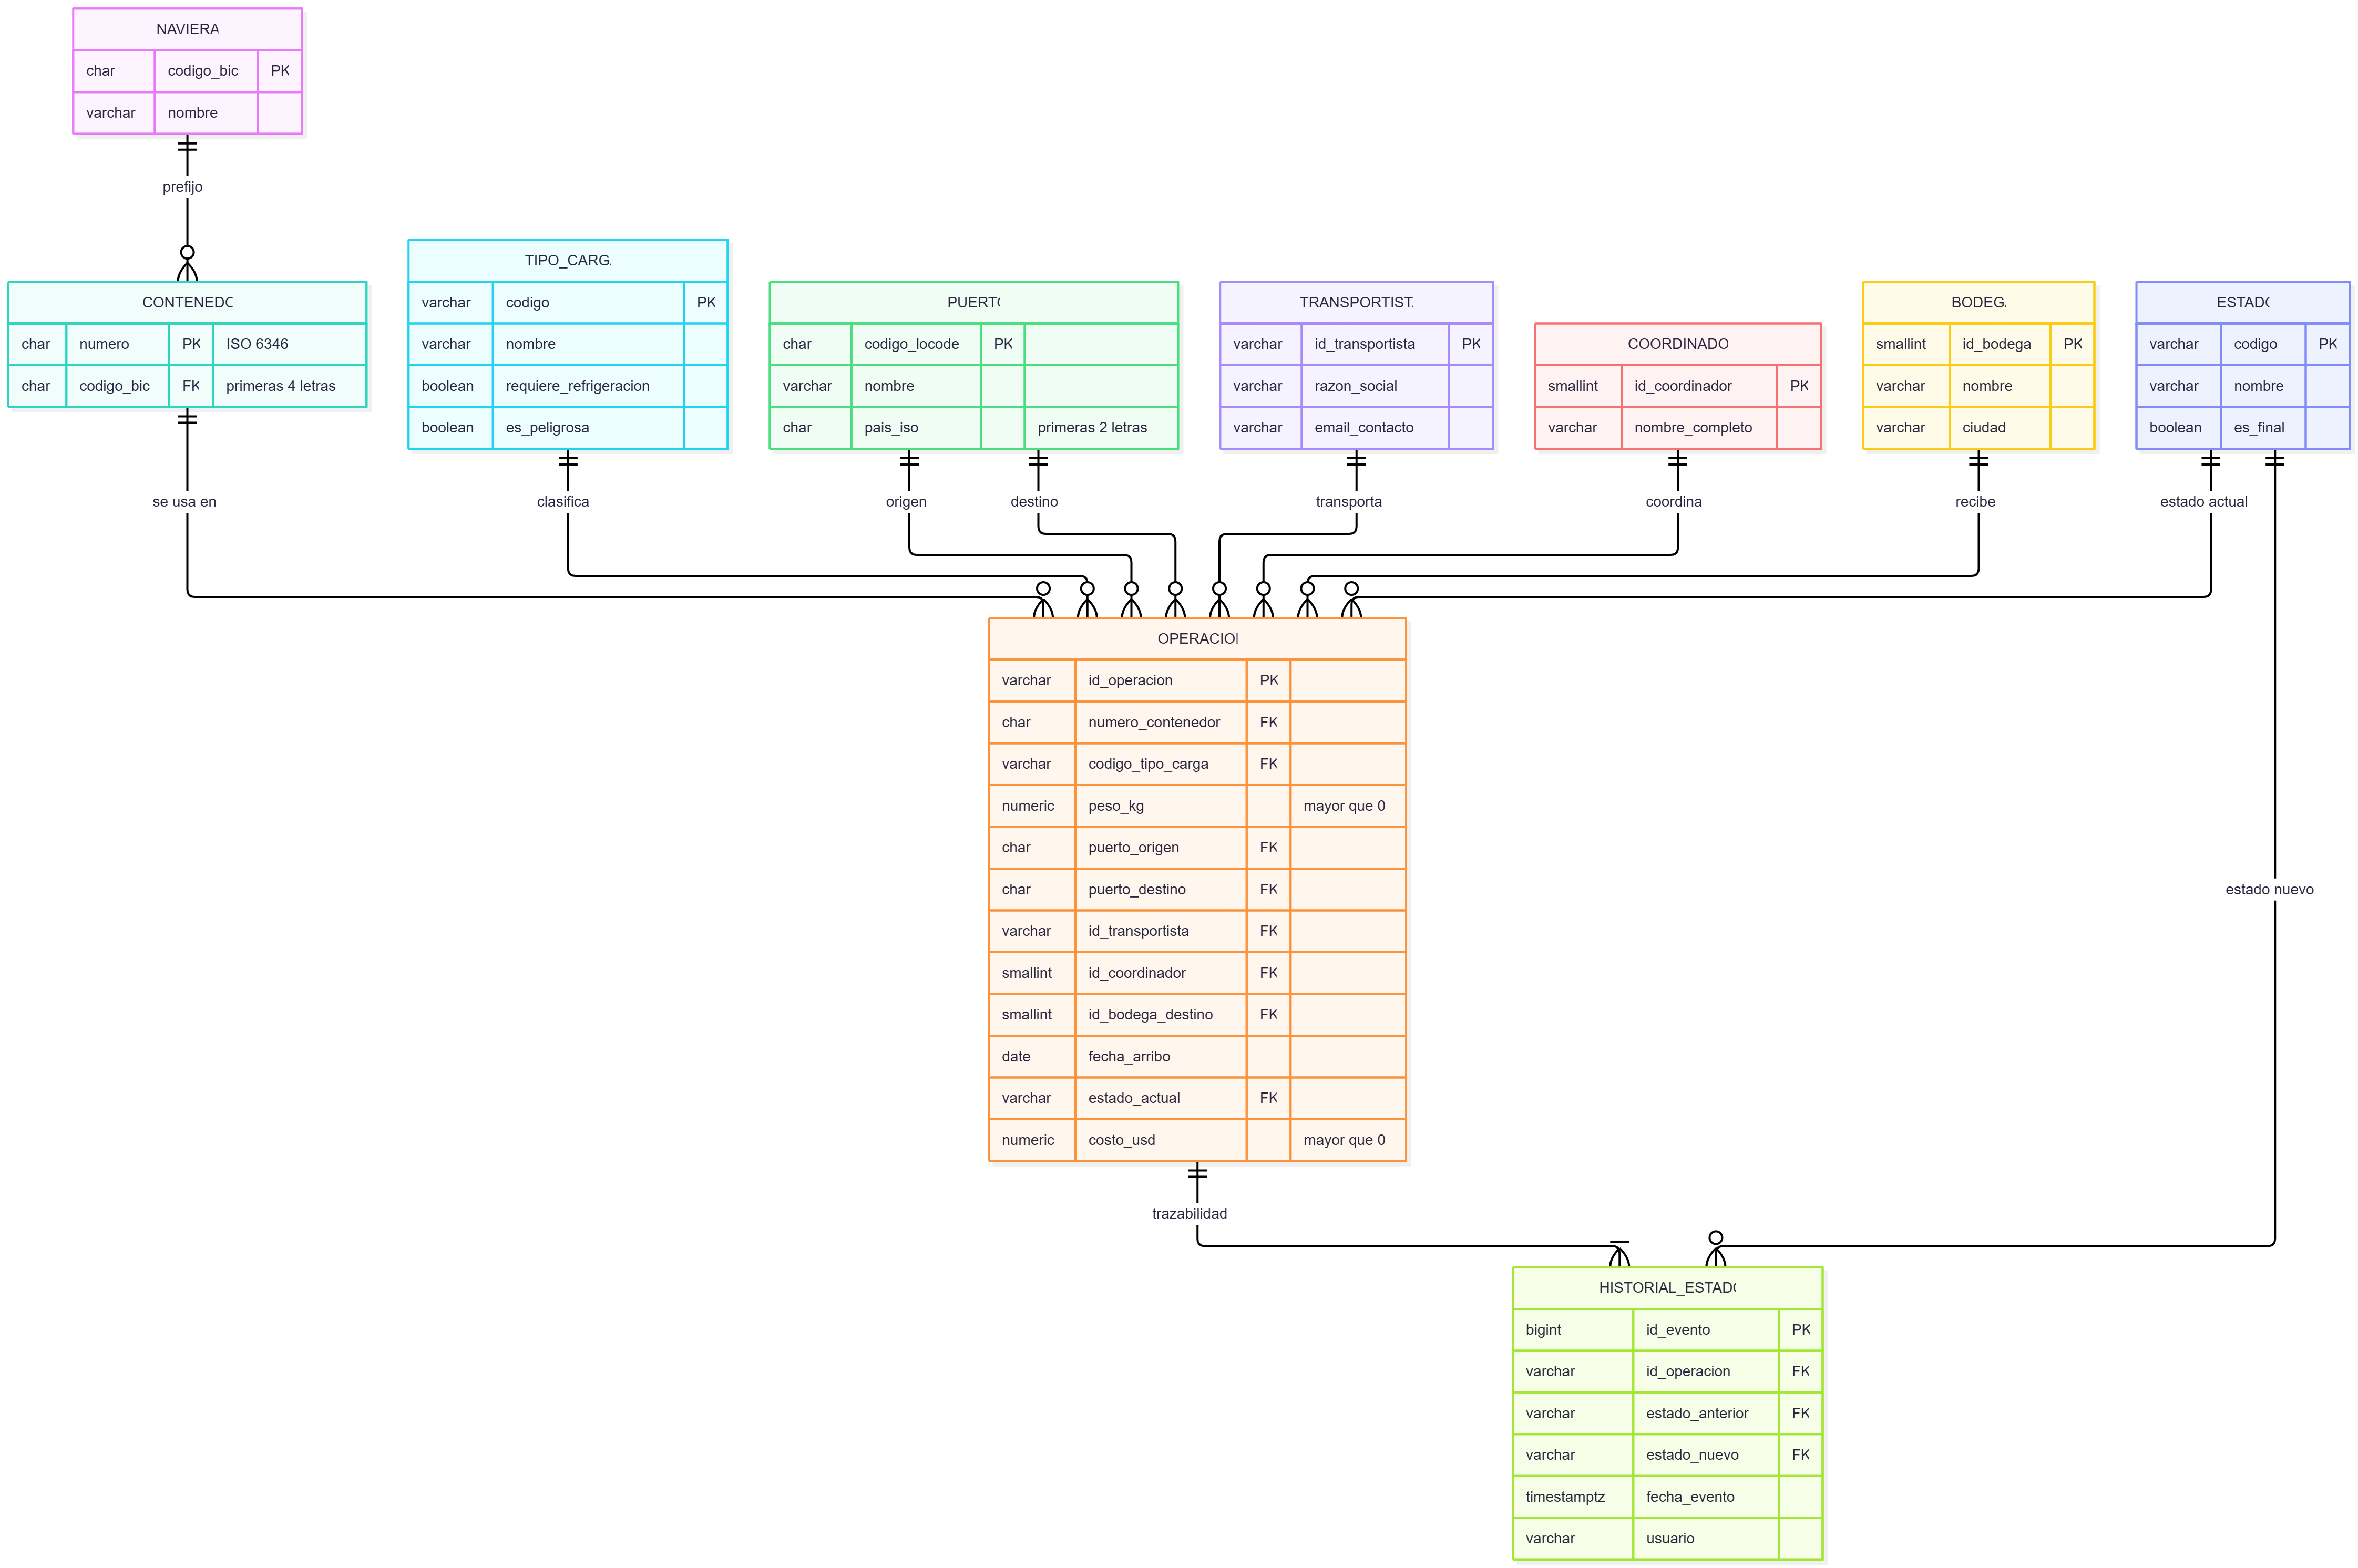 NAVIERA
char codigo_bic PK
varchar nombre
prefijo
CONTENEDO
char numero PK ISO 6346
char codigo_bic FK primeras 4 letras
TIPO_CARG
varchar codigo PK
varchar nombre
boolean requiere_refrigeracion
boolean es_peligrosa
PUERTO
char codigo_locode PK
varchar nombre
char pais_iso primeras 2 letras
TRANSPORTIST
varchar id_transportista PK
varchar razon_social
varchar email_contacto
COORDINADO
smallint id_coordinador PK
varchar nombre_completo
BODEG
smallint id_bodega PK
varchar nombre
varchar ciudad
ESTADO
varchar codigo PK
varchar nombre
boolean es_final
se usa en
clasifica
origen
destino
transporta
coordina
recibe
estado actual
OPERACION
varchar id_operacion PK
char numero_contenedor FK
varchar codigo_tipo_carga FK
numeric peso_kg mayor que 0
char puerto_origen FK
char puerto_destino FK
varchar id_transportista FK
smallint id_coordinador FK
smallint id_bodega_destino FK
date fecha_arribo
varchar estado_actual FK
numeric costo_usd mayor que 0
estado nuevo
trazabilidad
HISTORIAL_ESTADO
bigint id_evento PK
varchar id_operacion FK
varchar estado_anterior FK
varchar estado_nuevo FK
timestamptz fecha_evento
varchar usuario